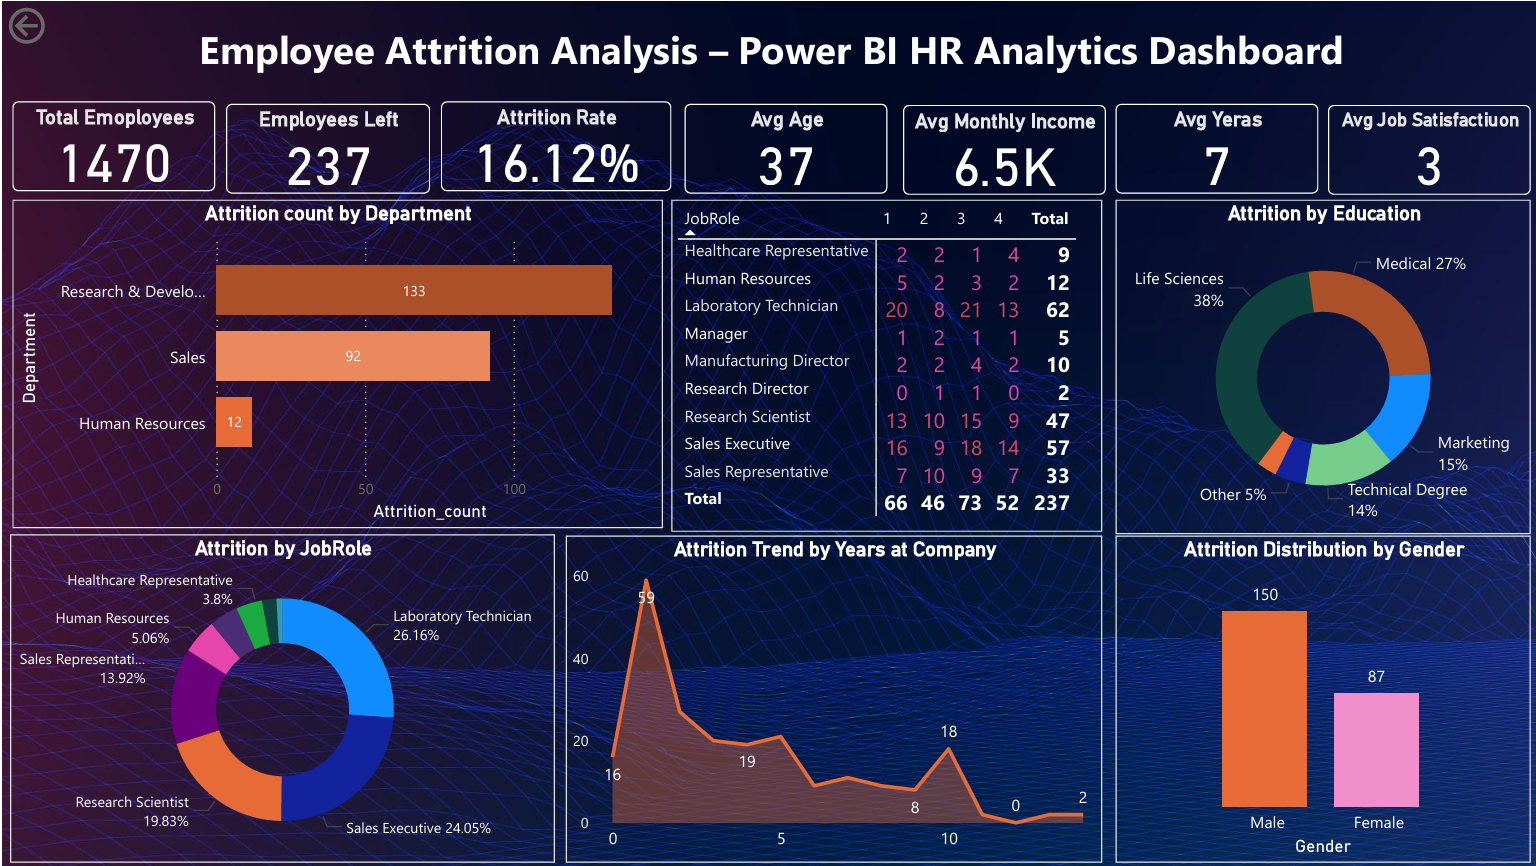 Employee Attrition Analysis – Power BI HR Analytics Dashboard
Total Emoployees
1470
Employees Left
237
Attrition Rate
16.12%
Avg Age
37
Avg Monthly Income
6.5K
Avg Yeras
7
Avg Job Satisfactiuon
3
Attrition count by Department
Department
Research & Develo...
133
Sales
92
Human Resources
12
0 50 100
Attrition_count
JobRole 1 2 3 4 Total
Healthcare Representative 2 2 1 4 9
Human Resources 5 2 3 2 12
Laboratory Technician 20 8 21 13 62
Manager 1 2 1 1 5
Manufacturing Director 2 2 4 2 10
Research Director 0 1 1 0 2
Research Scientist 13 10 15 9 47
Sales Executive 16 9 18 14 57
Sales Representative 7 10 9 7 33
Total 66 46 73 52 237
Attrition by Education
Medical 27%
Life Sciences
38%
Marketing
15%
Technical Degree
14%
Other 5%
Attrition by JobRole
Healthcare Representative
3.8%
Human Resources
5.06%
Sales Representati...
13.92%
Research Scientist
19.83%
Sales Executive 24.05%
Laboratory Technician
26.16%
Attrition Trend by Years at Company
60
40
20
0
16
59
19
8
18
0
2
0 5 10
Attrition Distribution by Gender
150
87
Male Female
Gender